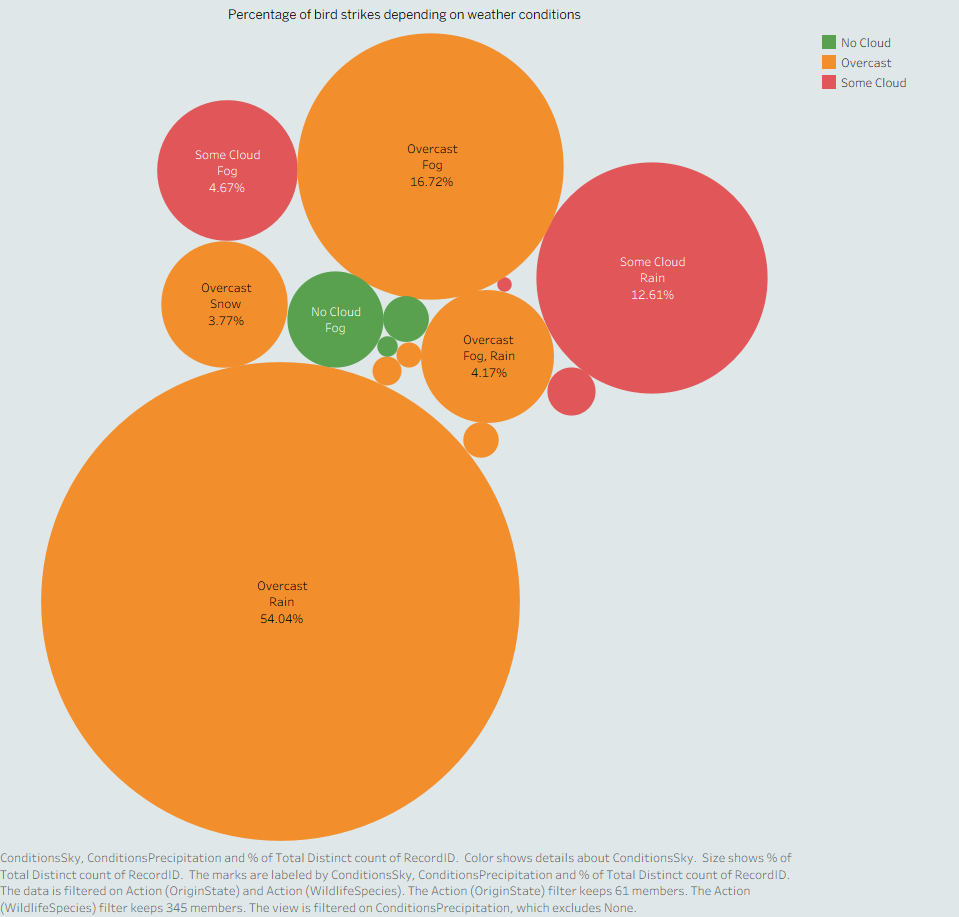 Percentage of bird strikes depending on weather conditions
No Cloud
Overcast
Some Cloud
Overcast
Fog
16.72%
Some Cloud
Fog
4.67%
Some Cloud
Rain
12.61%
Overcast
Snow
3.77%
No Cloud
Fog
Overcast
Fog, Rain
4.17%
Overcast
Rain
54.04%
ConditionsSky, ConditionsPrecipitation and % of Total Distinct count of RecordID.  Color shows details about ConditionsSky.  Size shows % of
Total Distinct count of RecordID.  The marks are labeled by ConditionsSky, ConditionsPrecipitation and % of Total Distinct count of RecordID.
The data is filtered on Action (OriginState) and Action (WildlifeSpecies). The Action (OriginState) filter keeps 61 members. The Action
(WildlifeSpecies) filter keeps 345 members. The view is filtered on ConditionsPrecipitation, which excludes None.